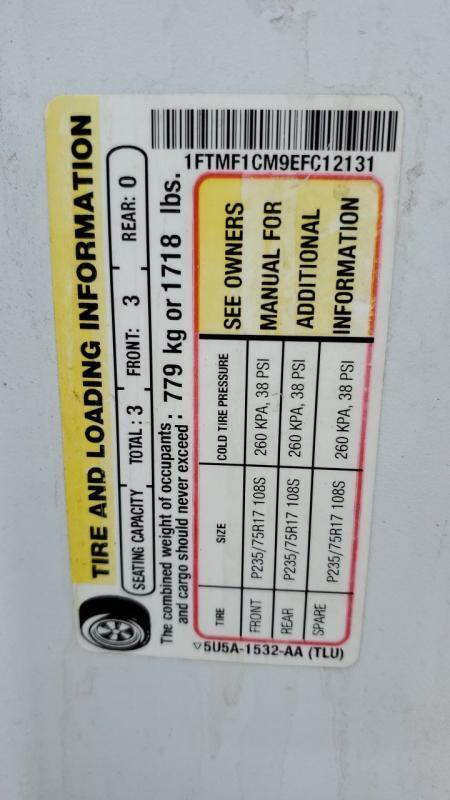 TIRE AND LOADING INFORMATION
SEATING CAPACITY TOTAL : 3 FRONT: 3 REAR: 0
The combined weight of occupants
and cargo should never exceed : 779 kg or 1718 lbs.
1FTMF1CM9EFC12131
TIRE SIZE COLD TIRE PRESSURE
FRONT P235/75R17 108S 260 KPA, 38 PSI
REAR P235/75R17 108S 260 KPA, 38 PSI
SPARE P235/75R17 108S 260 KPA, 38 PSI
SEE OWNERS
MANUAL FOR
ADDITIONAL
INFORMATION
▽5U5A-1532-AA (TLU)